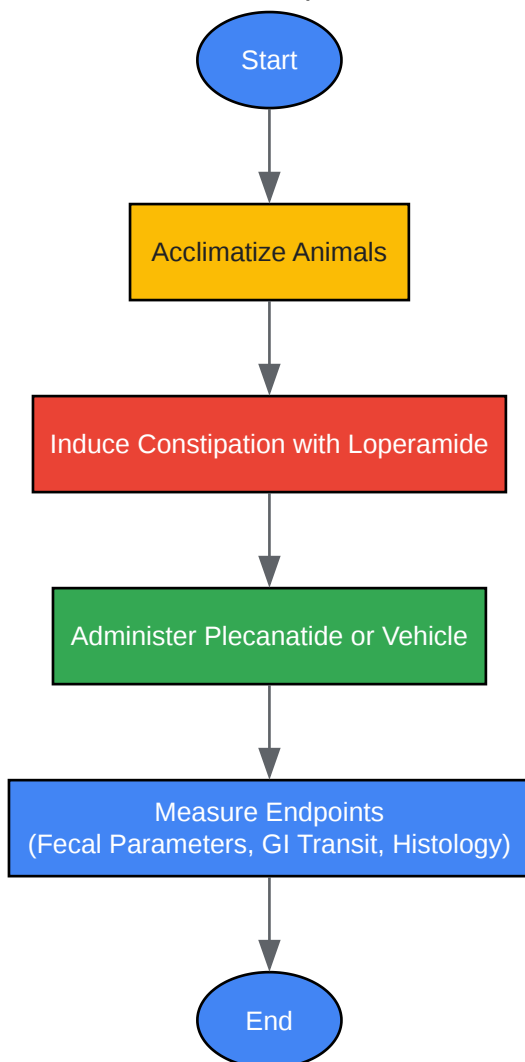 Start
Acclimatize Animals
Induce Constipation with Loperamide
Administer Plecanatide or Vehicle
Measure Endpoints
(Fecal Parameters, GI Transit, Histology)
End